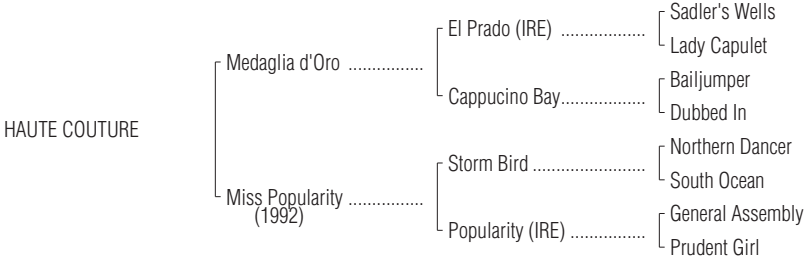 Sadler's Wells
El Prado (IRE) ...................
Lady Capulet
Medaglia d'Oro ................
Bailjumper
Cappucino Bay..................
Dubbed In
HAUTE COUTURE
Northern Dancer
Storm Bird ........................
South Ocean
Miss Popularity ................
(1992)
General Assembly
Popularity (IRE) ................
Prudent Girl